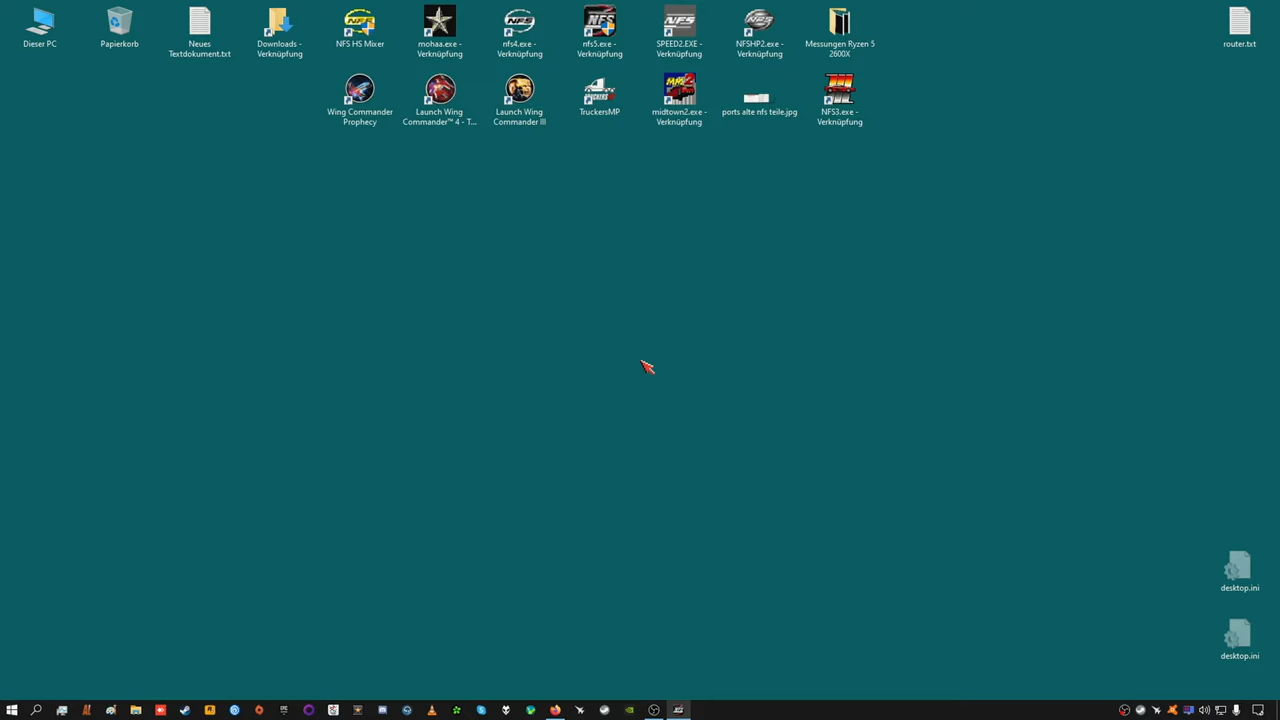 Dieser PC
Papierkorb
Neues
Textdokument.txt
Downloads -
Verknüpfung
NFS HS Mixer
mohaa.exe -
Verknüpfung
nfs4.exe -
Verknüpfung
nfs5.exe -
Verknüpfung
SPEED2.EXE -
Verknüpfung
NFSHP2.exe -
Verknüpfung
Messungen Ryzen 5
2600X
router.txt
Wing Commander
Prophecy
Launch Wing
Commander™ 4 - T...
Launch Wing
Commander III
TruckersMP
midtown2.exe -
Verknüpfung
ports alte nfs teile.jpg
NFS3.exe -
Verknüpfung
desktop.ini
desktop.ini